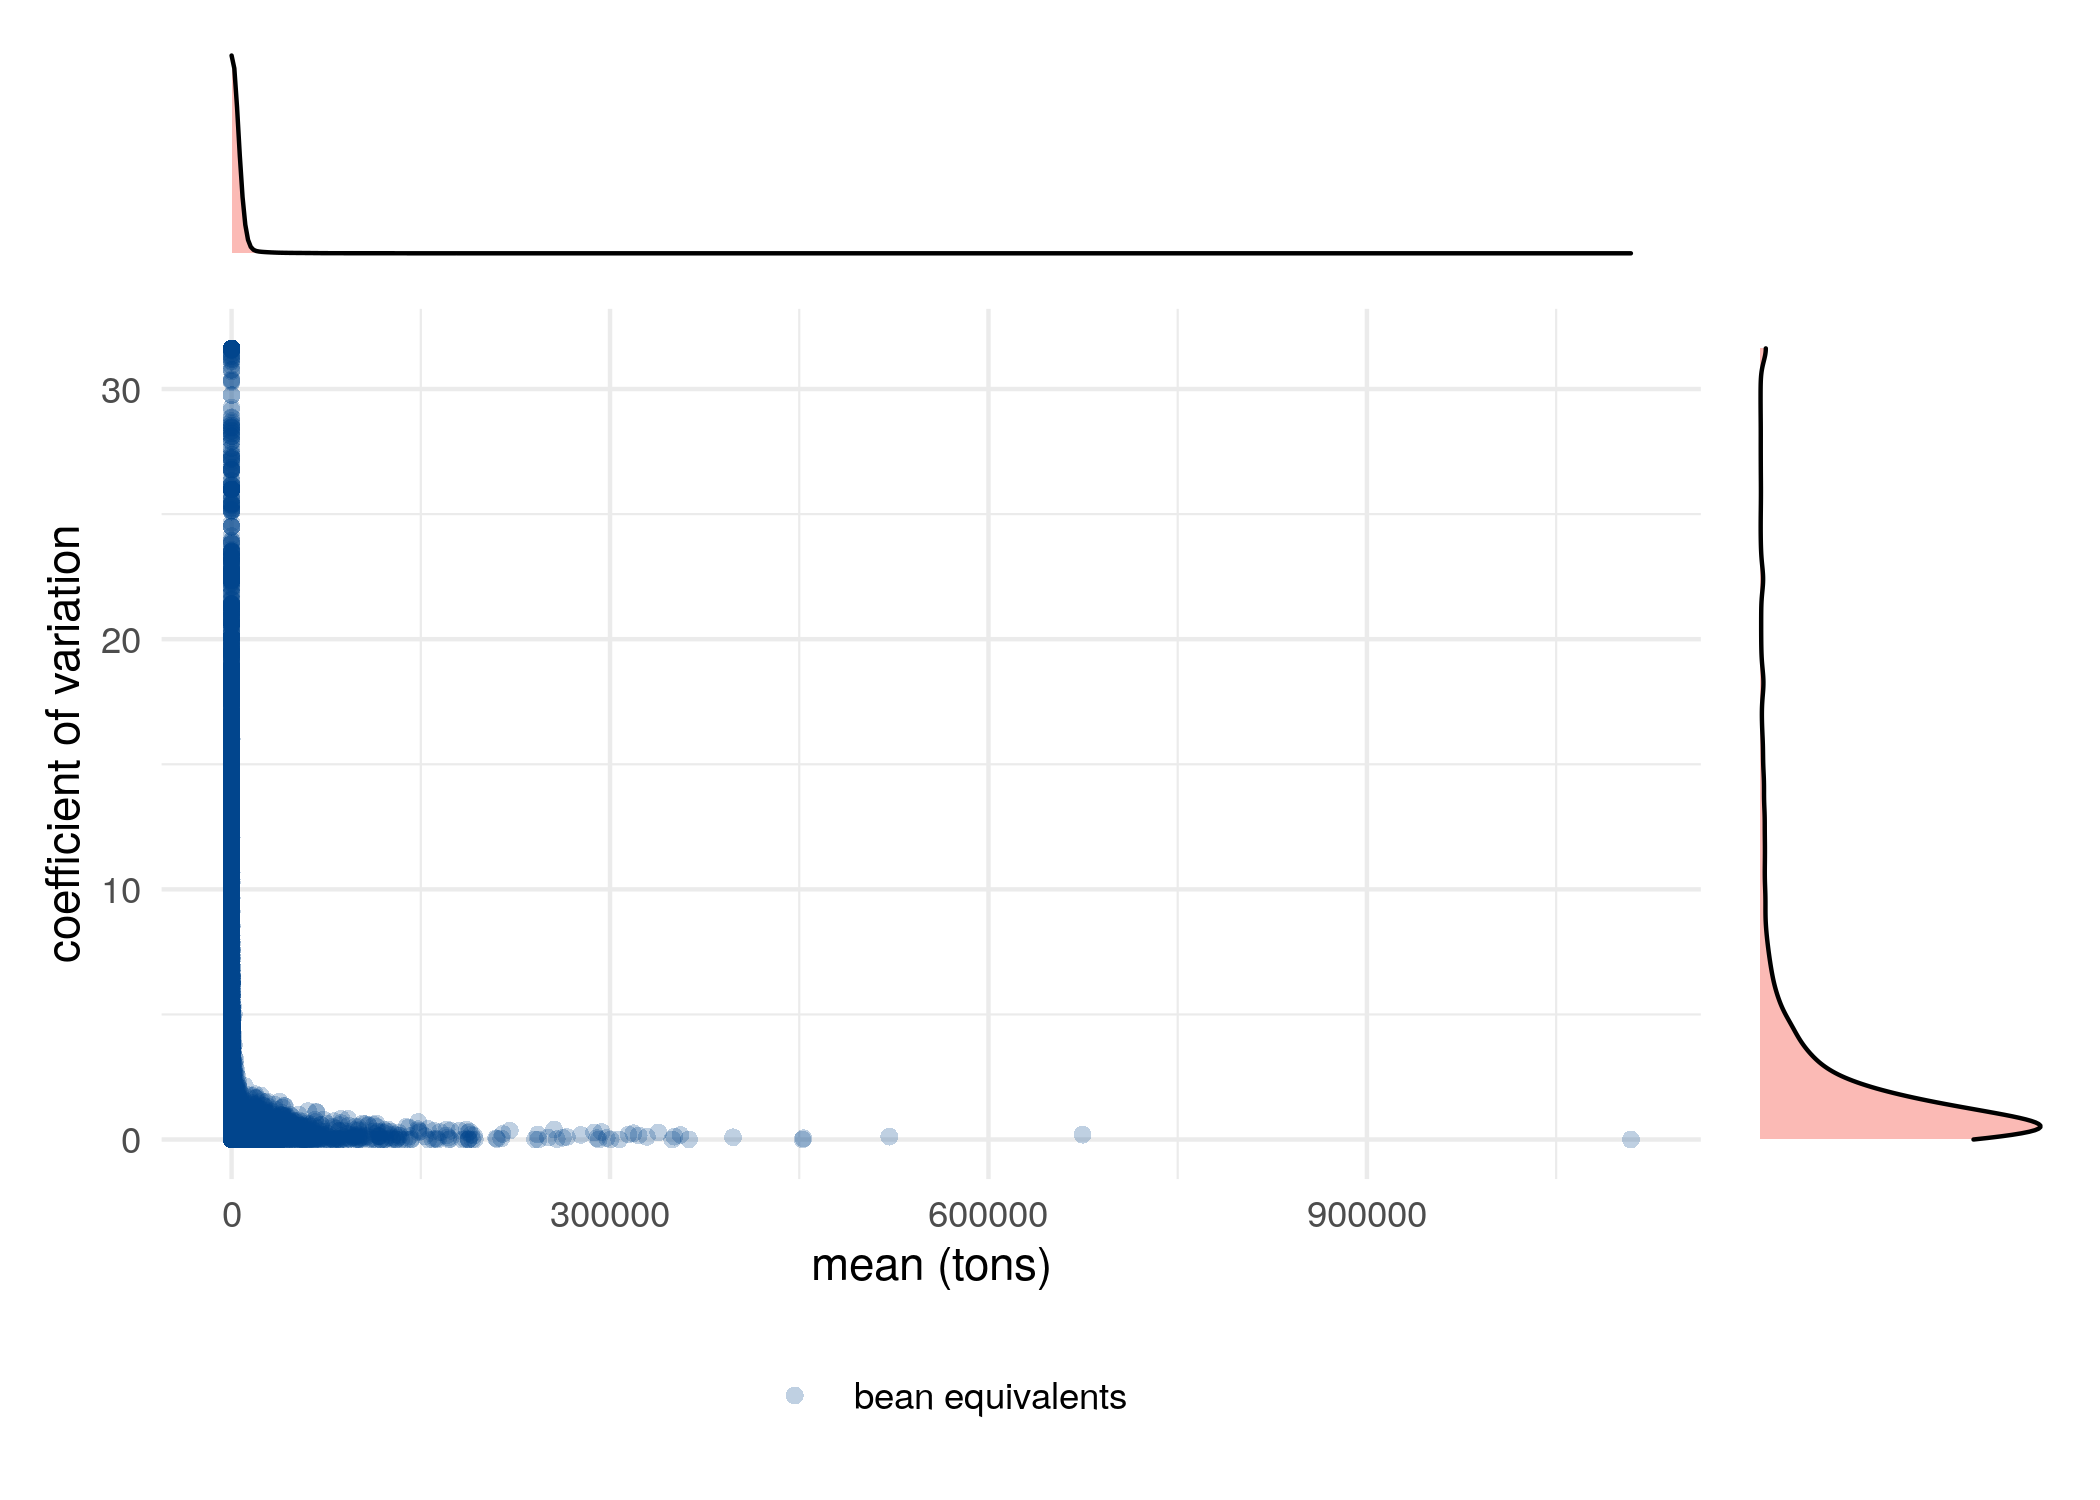 30
20
10
0
coefficient of variation
0 300000 600000 900000
mean (tons)
bean equivalents